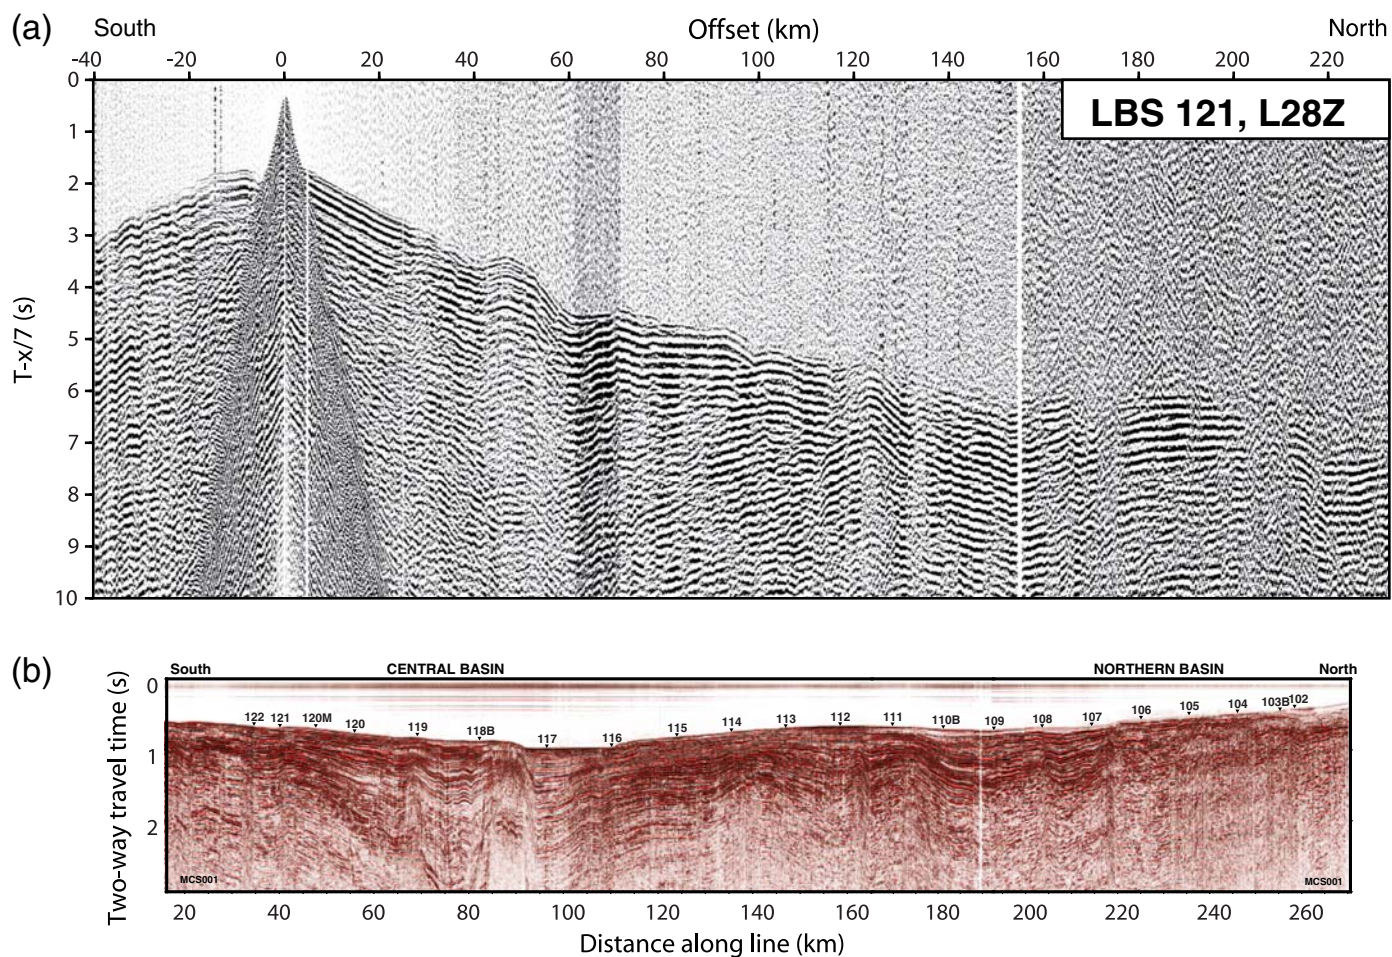 (a)
South Offset (km) North
-40 -20 0 20 40 60 80 100 120 140 160 180 200 220
LBS 121, L28Z
0
1
2
3
4
5
6
7
8
9
10
T-x/7 (s)
(b)
South CENTRAL BASIN NORTHERN BASIN North
0
1
2
Two-way travel time (s)
122 121 120M 120 119 118B 117 116 115 114 113 112 111 110B 109 108 107 106 105 104 103B 102
MCS001 MCS001
20 40 60 80 100 120 140 160 180 200 220 240 260
Distance along line (km)